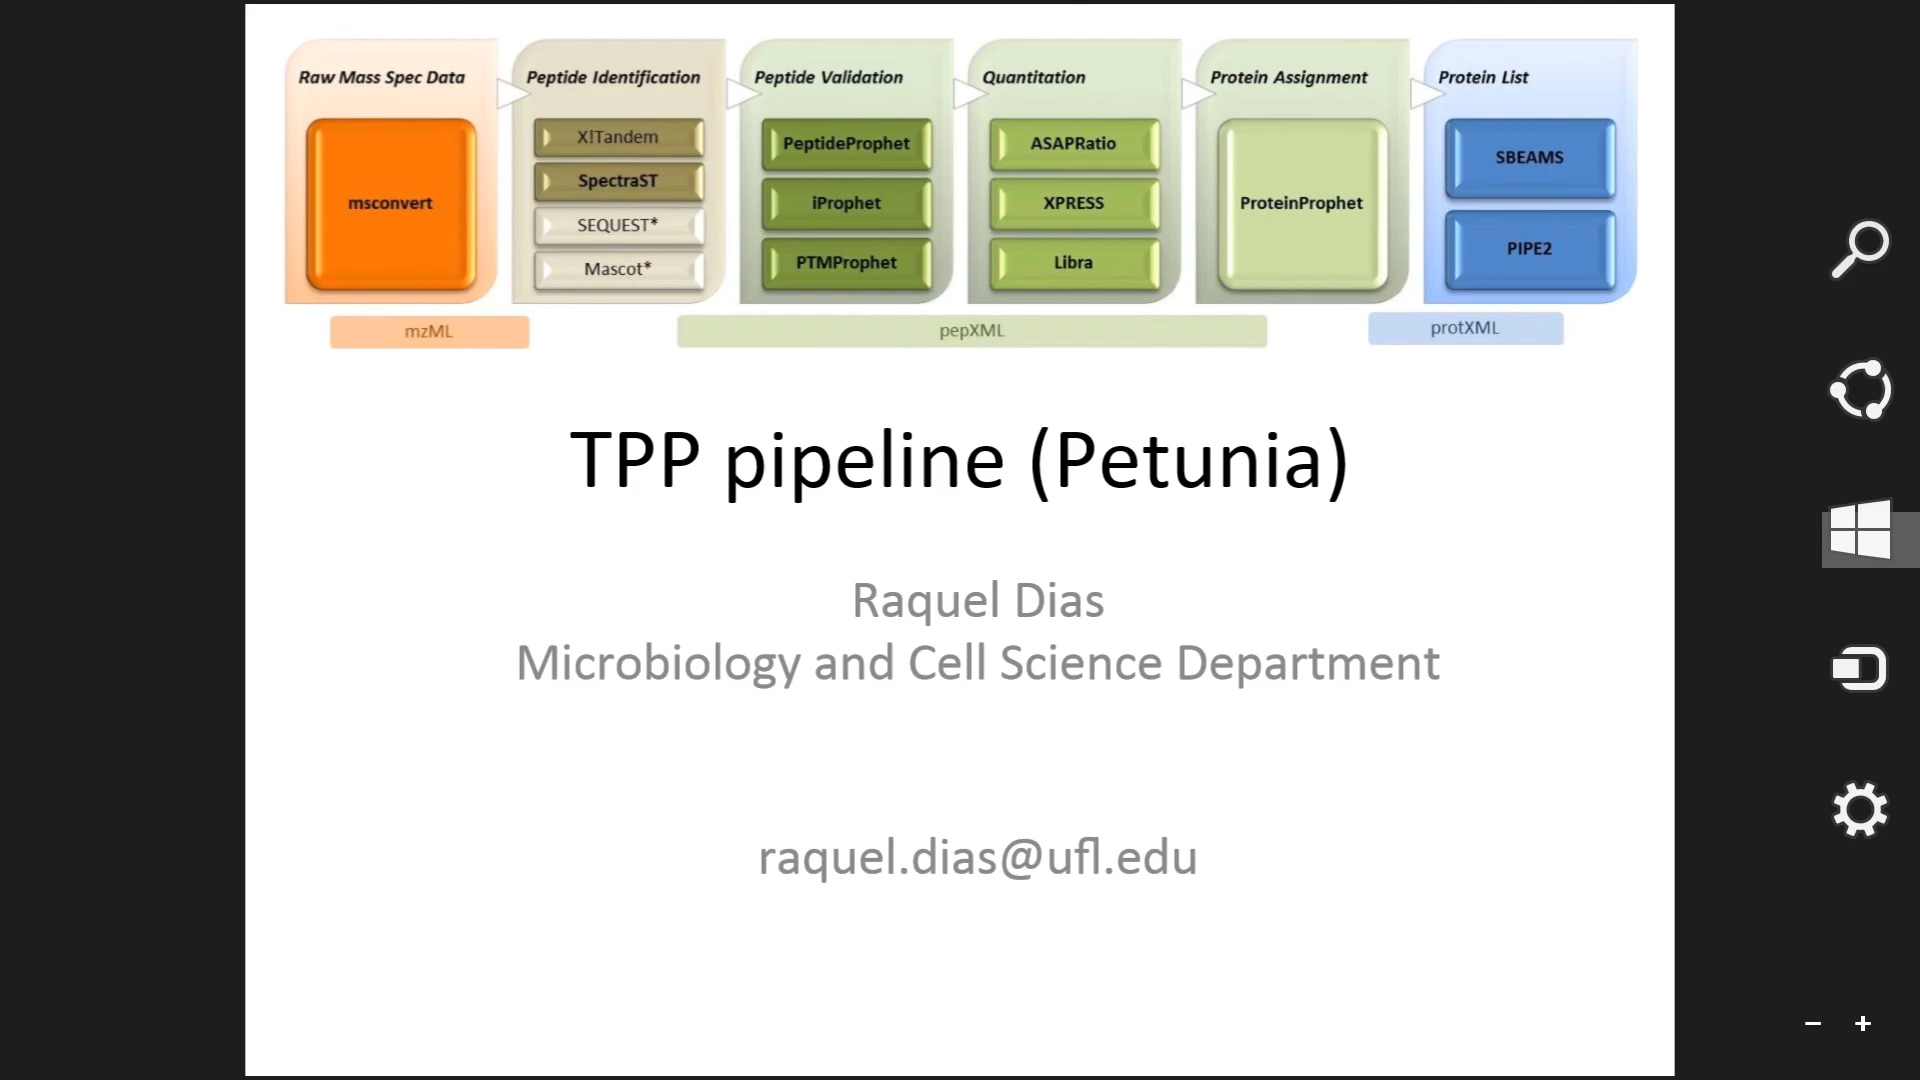 Raw Mass Spec Data
msconvert
Peptide Identification
X!Tandem
SpectraST
SEQUEST*
Mascot*
Peptide Validation
PeptideProphet
iProphet
PTMProphet
Quantitation
ASAPRatio
XPRESS
Libra
Protein Assignment
ProteinProphet
Protein List
SBEAMS
PIPE2
mzML
pepXML
protXML
TPP pipeline (Petunia)
Raquel Dias
Microbiology and Cell Science Department
raquel.dias@ufl.edu